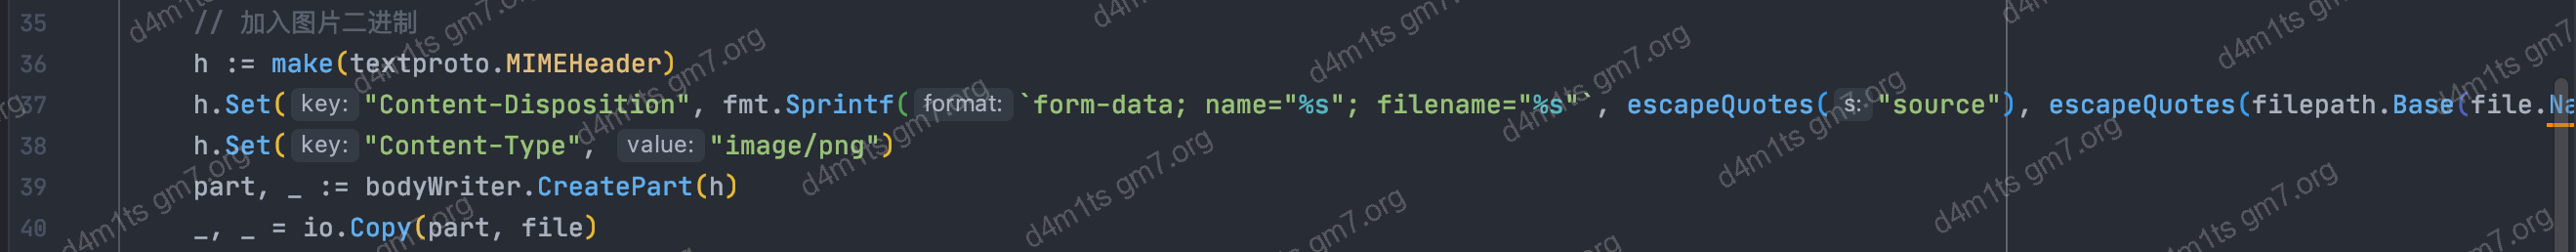 35 // 加入图片二进制
36 h := make(textproto.MIMEHeader)
37 h.Set( key: "Content-Disposition", fmt.Sprintf( format: `form-data; name="%s"; filename="%s"`, escapeQuotes( s: "source"), escapeQuotes(filepath.Base(file.Na
38 h.Set( key: "Content-Type", value: "image/png")
39 part, _ := bodyWriter.CreatePart(h)
40 _, _ = io.Copy(part, file)
d4m1ts gm7.org